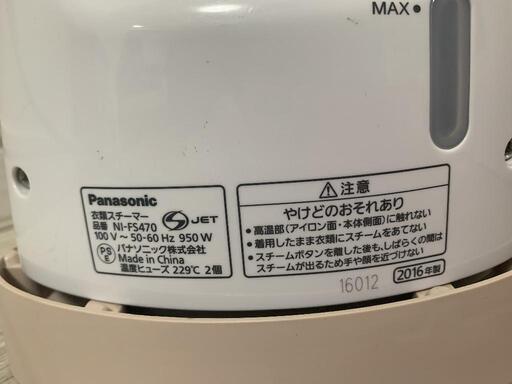 MAX
Panasonic
衣類スチーマー
NI-FS470
S JET
100 V ～ 50-60 Hz 950 W
PS E パナソニック株式会社
Made in China
温度ヒューズ 229℃ 2個
⚠注意
やけどのおそれあり
●高温部(アイロン面・本体側面)に触れない
●着用したまま衣類にスチームをあてない
●スチームボタンを離した後も、しばらくの間は
スチームが出るため手や顔を近づけない
16012
2016年製